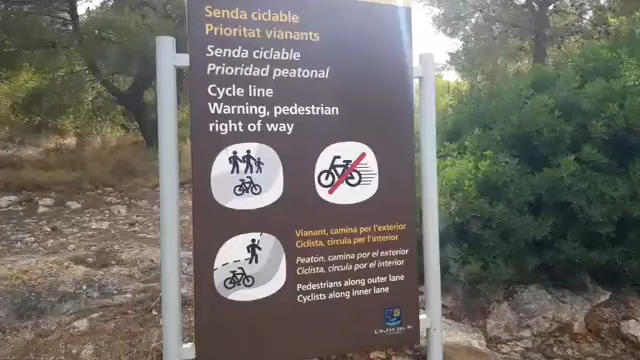 Senda ciclable
Prioritat vianants
Senda ciclable
Prioridad peatonal
Cycle line
Warning, pedestrian
right of way
Vianant, camina per l'exterior
Ciclista, circula per l'interior
Peatón, camina por el exterior
Ciclista, circula por el interior
Pedestrians along outer lane
Cyclists along inner lane
L'ALFÀS DEL PI